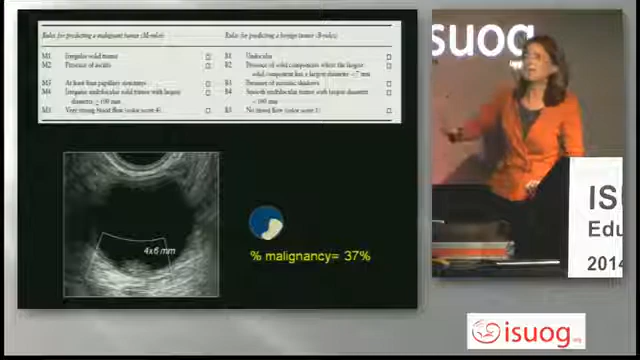 Rules for predicting a malignant tumor (M-rules)
Rules for predicting a benign tumor (B-rules)
M1 Irregular solid tumor
B1 Unilocular
M2 Presence of ascites
B2 Presence of solid components where the largest
solid component has a largest diameter < 7 mm
M3 At least four papillary structures
B3 Presence of acoustic shadows
M4 Irregular multilocular solid tumor with largest
diameter ≥ 100 mm
B4 Smooth multilocular tumor with largest diameter
< 100 mm
M5 Very strong blood flow (color score 4)
B5 No blood flow (color score 1)
4x6 mm
% malignancy= 37%
isuog
IS
Edu
2014
isuog.org